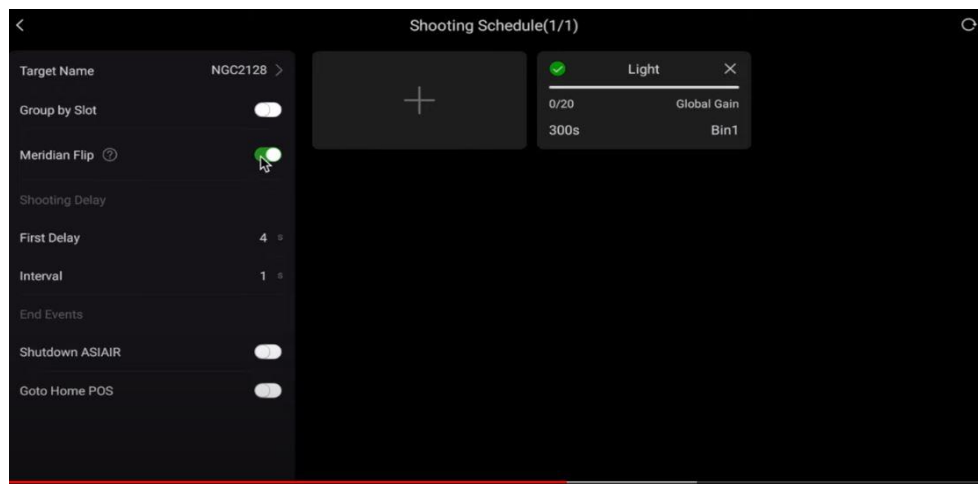 Shooting Schedule(1/1)
Target Name NGC2128
Group by Slot
Meridian Flip ?
Shooting Delay
First Delay 4 s
Interval 1 s
End Events
Shutdown ASIAIR
Goto Home POS
Light
0/20 Global Gain
300s Bin1